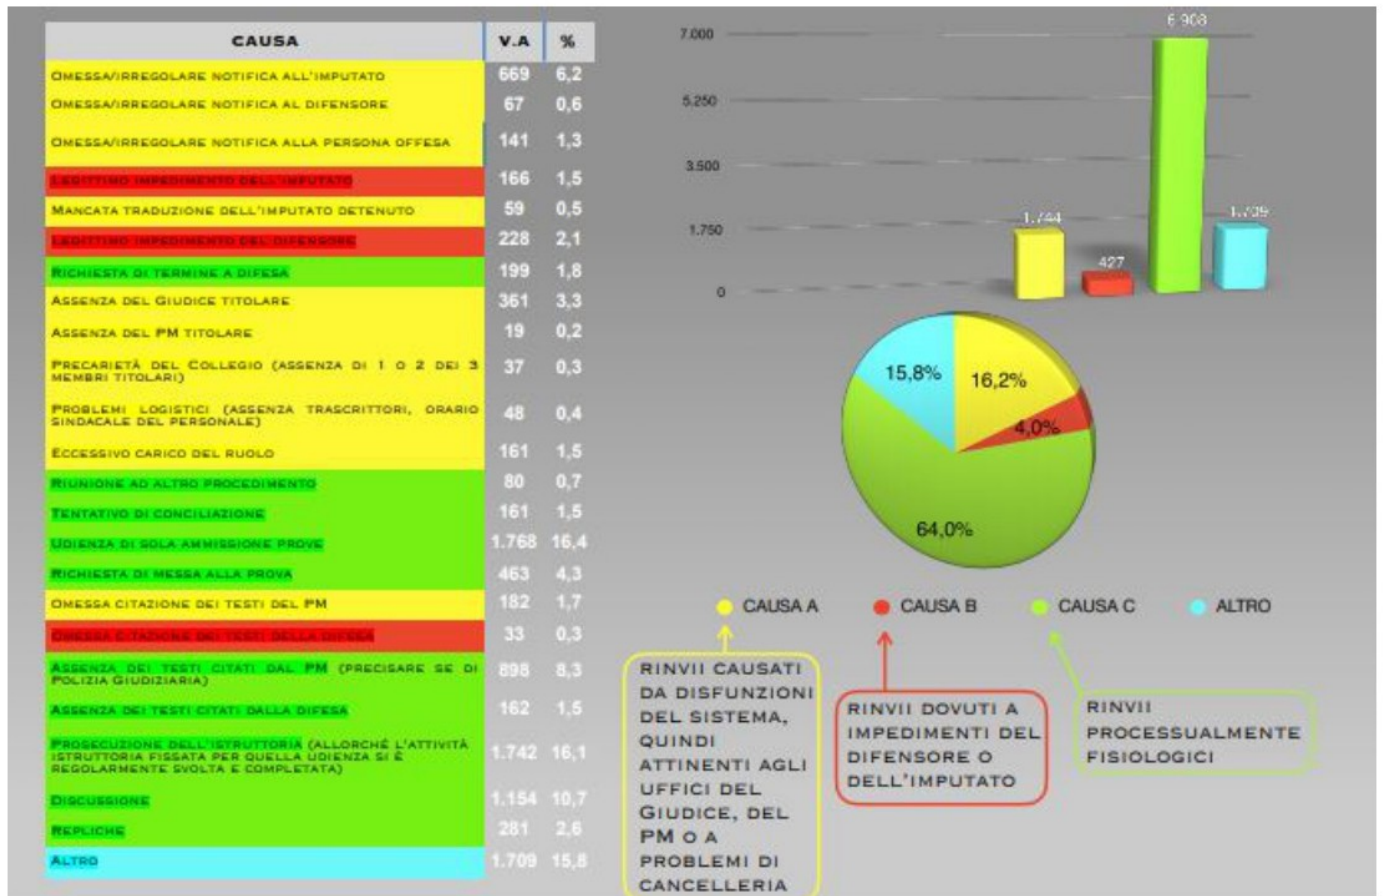 CAUSA V.A %
OMESSA/IRREGOLARE NOTIFICA ALL'IMPUTATO 669 6,2
OMESSA/IRREGOLARE NOTIFICA AL DIFENSORE 67 0,6
OMESSA/IRREGOLARE NOTIFICA ALLA PERSONA OFFESA 141 1,3
LEGITTIMO IMPEDIMENTO DELL'IMPUTATO 166 1,5
MANCATA TRADUZIONE DELL'IMPUTATO DETENUTO 59 0,5
LEGITTIMO IMPEDIMENTO DEL DIFENSORE 228 2,1
RICHIESTA DI TERMINE A DIFESA 199 1,8
ASSENZA DEL GIUDICE TITOLARE 361 3,3
ASSENZA DEL PM TITOLARE 19 0,2
PRECARIETÀ DEL COLLEGIO (ASSENZA DI 1 O 2 DEI 3
MEMBRI TITOLARI) 37 0,3
PROBLEMI LOGISTICI (ASSENZA TRASCRITTORI, ORARIO
SINDACALE DEL PERSONALE) 48 0,4
ECCESSIVO CARICO DEL RUOLO 161 1,5
RIUNIONE AD ALTRO PROCEDIMENTO 80 0,7
TENTATIVO DI CONCILIAZIONE 161 1,5
UDIENZA DI SOLA AMMISSIONE PROVE 1.768 16,4
RICHIESTA DI MESSA ALLA PROVA 463 4,3
OMESSA CITAZIONE DEI TESTI DEL PM 182 1,7
OMESSA CITAZIONE DEI TESTI DELLA DIFESA 33 0,3
ASSENZA DEI TESTI CITATI DAL PM (PRECISARE SE DI
POLIZIA GIUDIZIARIA) 898 8,3
ASSENZA DEI TESTI CITATI DALLA DIFESA 162 1,5
PROSECUZIONE DELL'ISTRUTTORIA (ALLORCHÉ L'ATTIVITÀ
ISTRUTTORIA FISSATA PER QUELLA UDIENZA SI È
REGOLARMENTE SVOLTA E COMPLETATA) 1.742 16,1
DISCUSSIONE 1.154 10,7
REPLICHE 281 2,6
ALTRO 1.709 15,8
7.000
5.250
3.500
1.750
0
1.744
427
6 908
1.709
15,8%
16,2%
4,0%
64,0%
CAUSA A
CAUSA B
CAUSA C
ALTRO
RINVII CAUSATI
DA DISFUNZIONI
DEL SISTEMA,
QUINDI
ATTINENTI AGLI
UFFICI DEL
GIUDICE, DEL
PM O A
PROBLEMI DI
CANCELLERIA
RINVII DOVUTI A
IMPEDIMENTI DEL
DIFENSORE O
DELL'IMPUTATO
RINVII
PROCESSUALMENTE
FISIOLOGICI